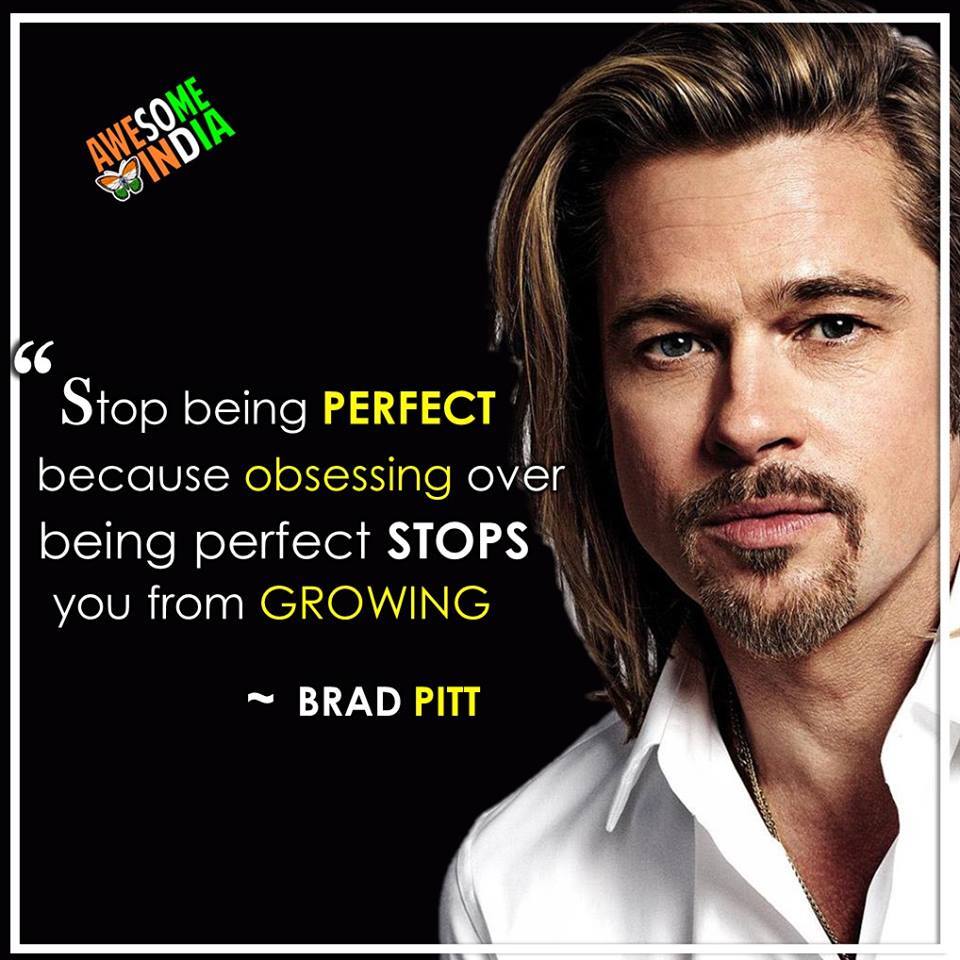 AWESOME
INDIA
“
Stop being PERFECT
because obsessing over
being perfect STOPS
you from GROWING
~ BRAD PITT